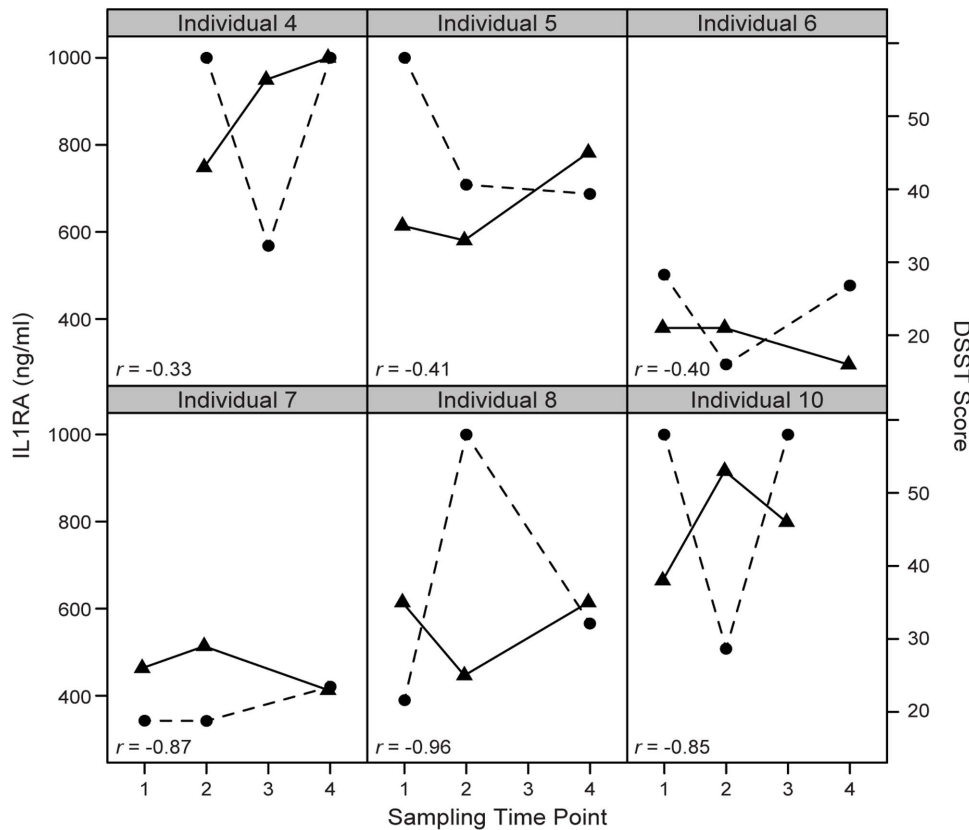 Individual 4
Individual 5
Individual 6
1000
800
600
400
50
40
30
20
r = -0.33
r = -0.41
r = -0.40
IL1RA (ng/ml)
DSST Score
Individual 7
Individual 8
Individual 10
1000
800
600
400
50
40
30
20
r = -0.87
r = -0.96
r = -0.85
1 2 3 4
1 2 3 4
1 2 3 4
Sampling Time Point